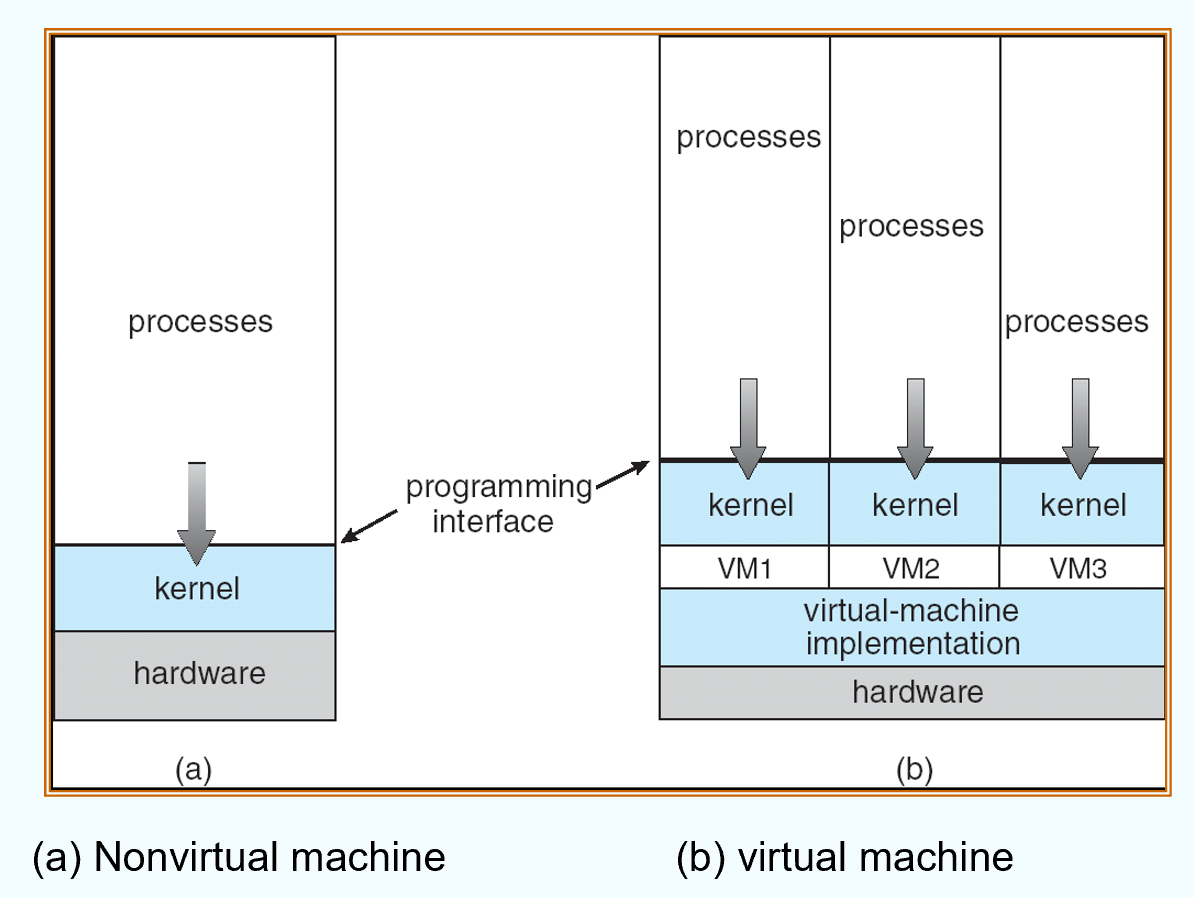 processes
kernel
hardware
(a)
programming
interface
processes
processes
processes
kernel
kernel
kernel
VM1
VM2
VM3
virtual-machine
implementation
hardware
(b)
(a) Nonvirtual machine
(b) virtual machine